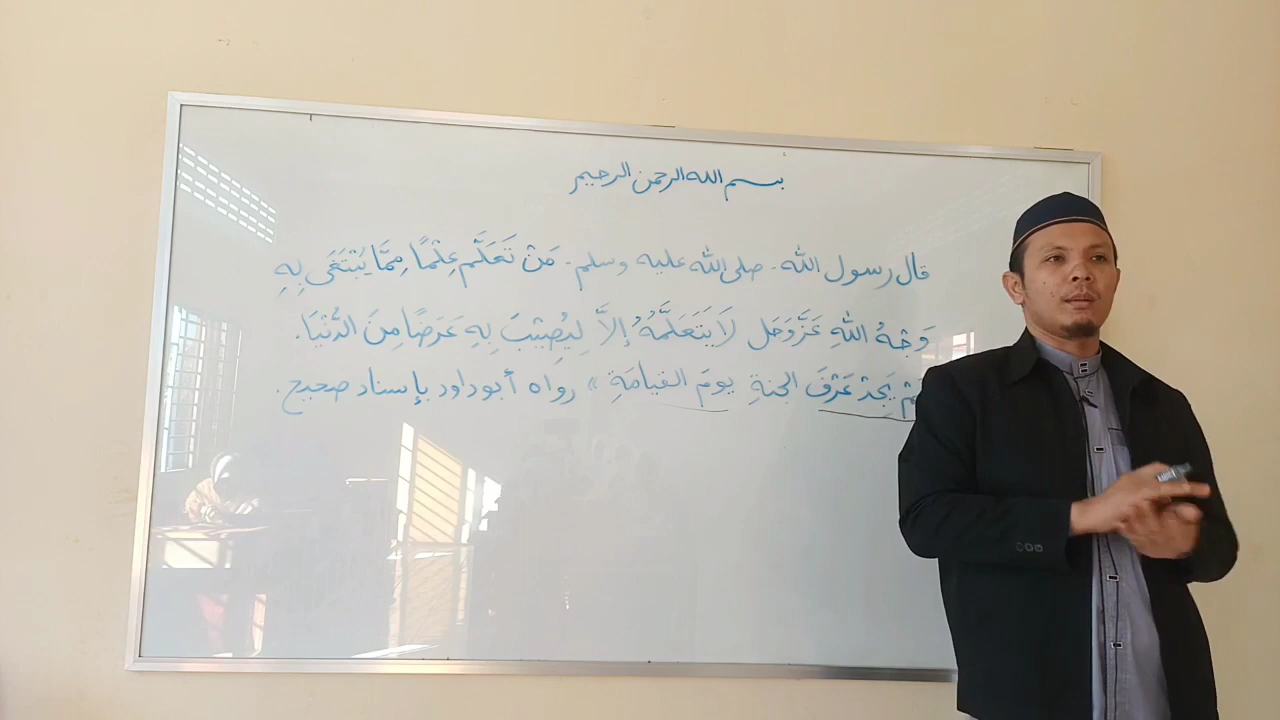 بسم الله الرحمن الرحيم
قال رسول الله - صلى الله عليه وسلم - مَنْ تَعَلَّم عِلْمًا مِمَّا يُبْتَغَى بِهِ
وَجْهُ اللهِ عَزَّ وَجَل لَا يَتَعَلَّمُهُ إِلَّا لِيُصِيْبَ بِهِ عَرَضًا مِنَ الدُّنْيَا.
يَجِدْ عَرْفَ الجنةِ يومَ القيامَةِ » رواه أبو داود بإسناد صحيح.